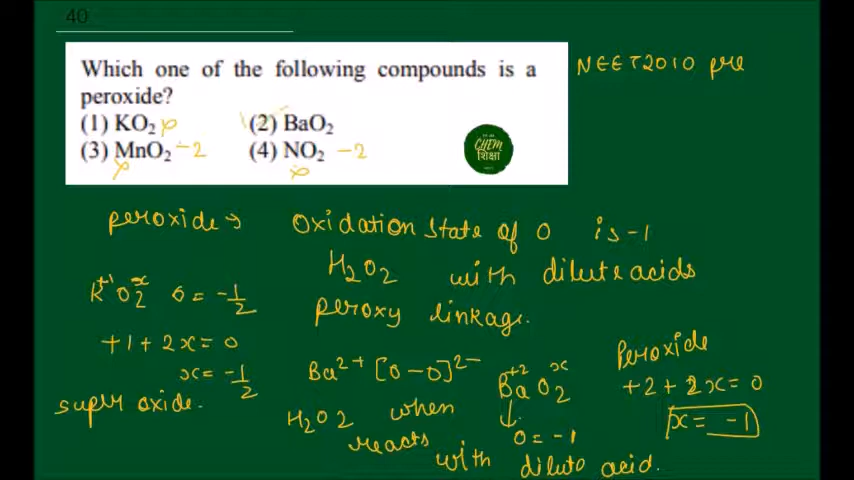 40
Which one of the following compounds is a
peroxide?
(1) KO2 (2) BaO2
(3) MnO2 -2 (4) NO2 -2
CHEM
शिक्षा
NEET2010 pre
peroxide → Oxidation state of O is -1
H2O2 with dilute acids
peroxy linkage.
K+1 O2x O = -1/2
+1 + 2x = 0
x = -1/2
super oxide.
Ba2+ [O-O]2-
H2O2 when
reacts
with dilute acid.
+2 x
BaO2
↓
O = -1
Peroxide
+2 + 2x = 0
x = -1